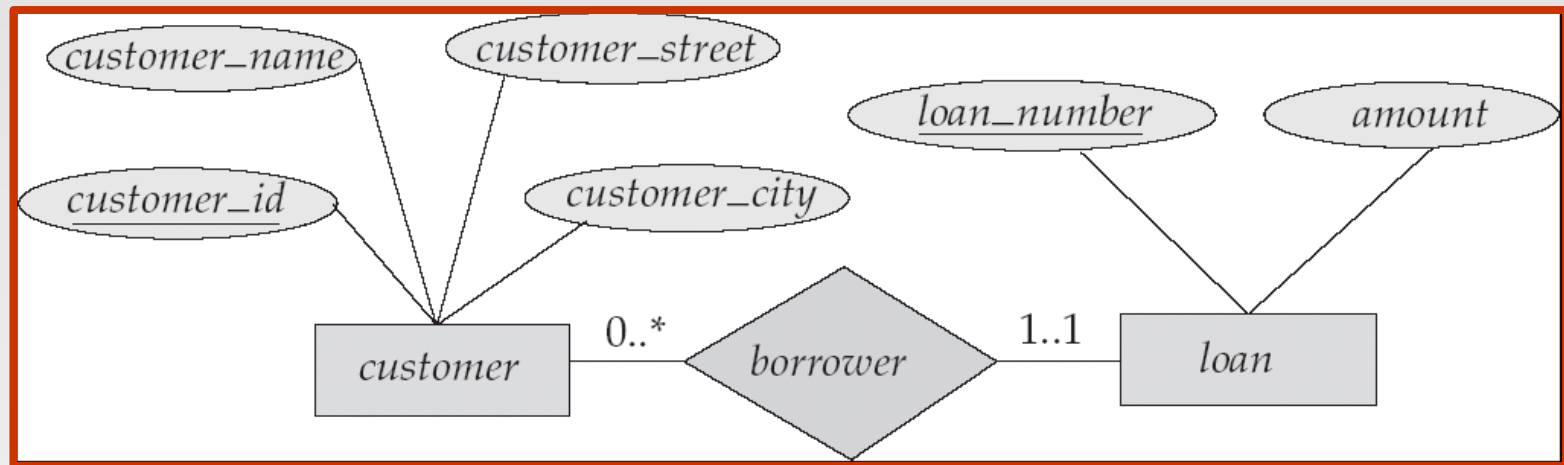 customer_name
customer_street
loan_number
amount
customer_id
customer_city
0..*
1..1
customer
borrower
loan